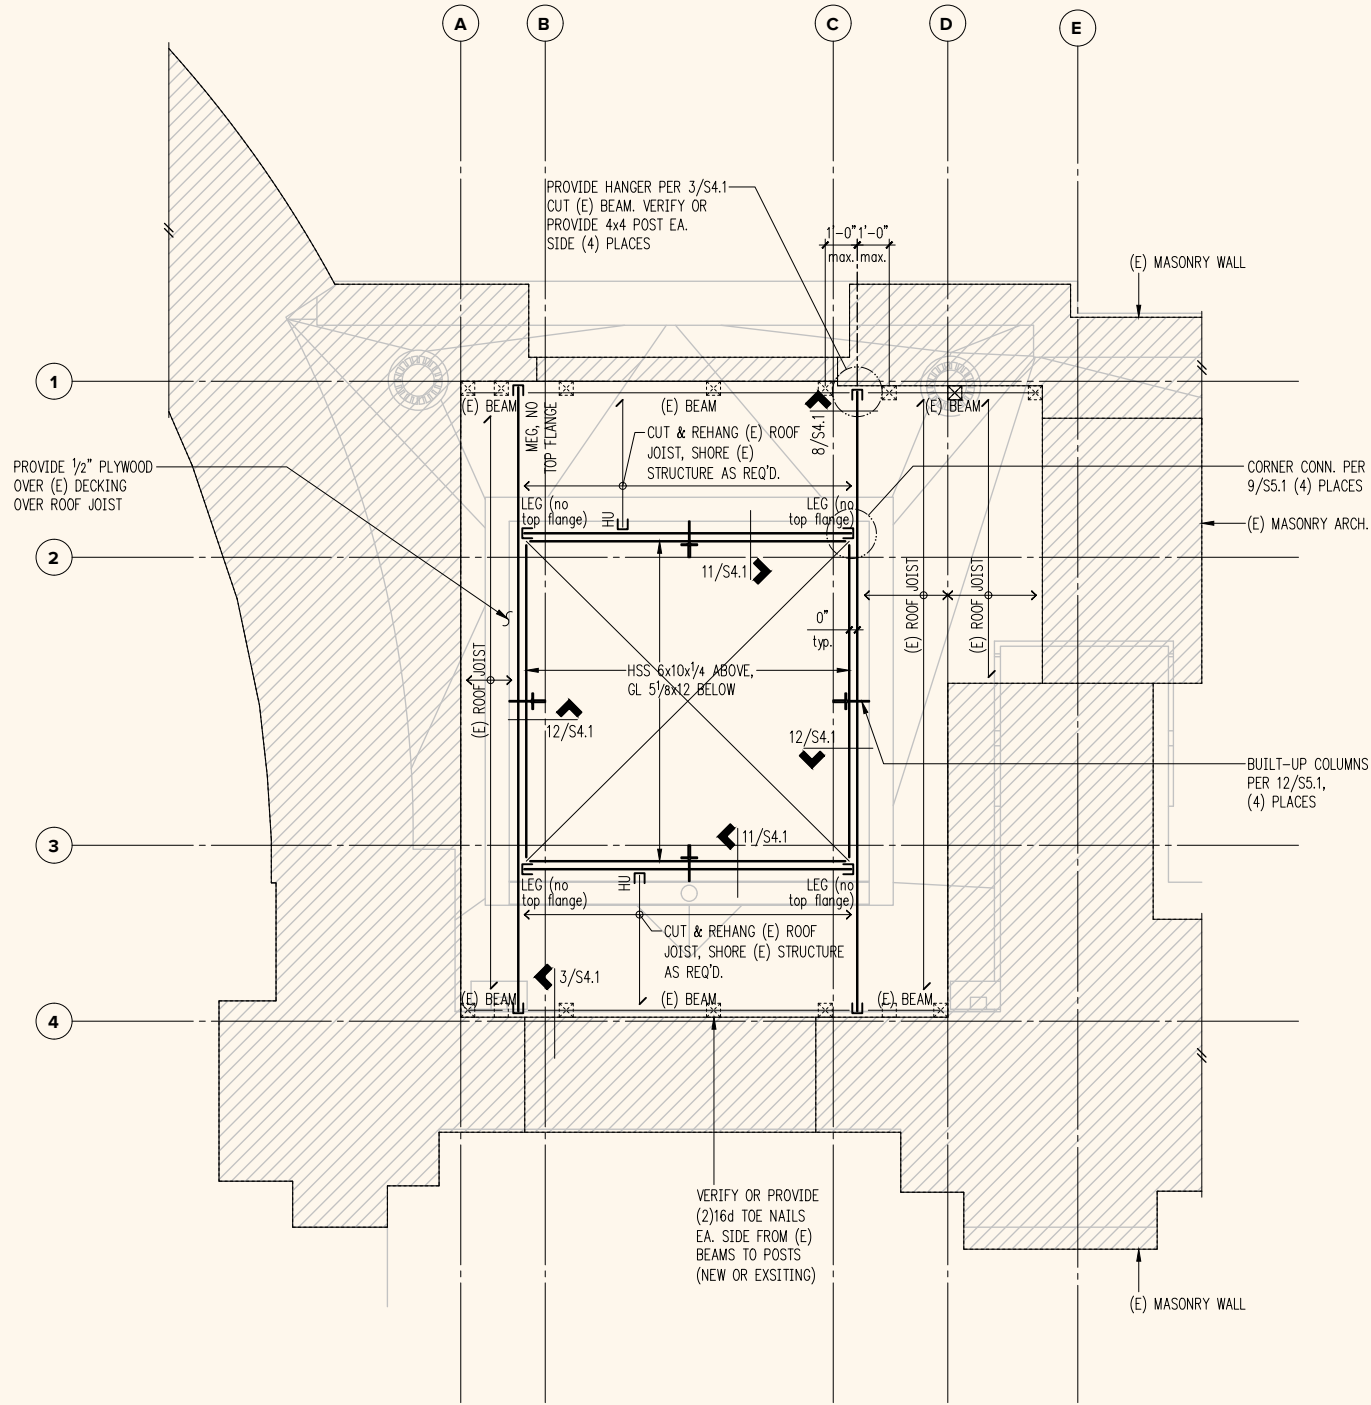 A
B
C
D
E
PROVIDE HANGER PER 3/S4.1
CUT (E) BEAM. VERIFY OR
PROVIDE 4x4 POST EA.
SIDE (4) PLACES
1'-0" 1'-0"
max. max.
(E) MASONRY WALL
1
(E) BEAM
(E) BEAM
(E) BEAM
MEG, NO
TOP FLANGE
8/S4.1
CUT & REHANG (E) ROOF
JOIST, SHORE (E)
STRUCTURE AS REQ'D.
PROVIDE 1/2" PLYWOOD
OVER (E) DECKING
OVER ROOF JOIST
CORNER CONN. PER
9/S5.1 (4) PLACES
LEG (no
top flange)
HU
LEG (no
top flange)
(E) MASONRY ARCH.
2
11/S4.1
(E) ROOF JOIST
(E) ROOF JOIST
0"
typ.
(E) ROOF JOIST
HSS 6x10x1/4 ABOVE,
GL 5 1/8x12 BELOW
12/S4.1
12/S4.1
BUILT-UP COLUMNS
PER 12/S5.1,
(4) PLACES
3
11/S4.1
LEG (no
top flange)
HU
LEG (no
top flange)
CUT & REHANG (E) ROOF
JOIST, SHORE (E) STRUCTURE
AS REQ'D.
3/S4.1
(E) BEAM
(E) BEAM
(E) BEAM
4
VERIFY OR PROVIDE
(2)16d TOE NAILS
EA. SIDE FROM (E)
BEAMS TO POSTS
(NEW OR EXSITING)
(E) MASONRY WALL